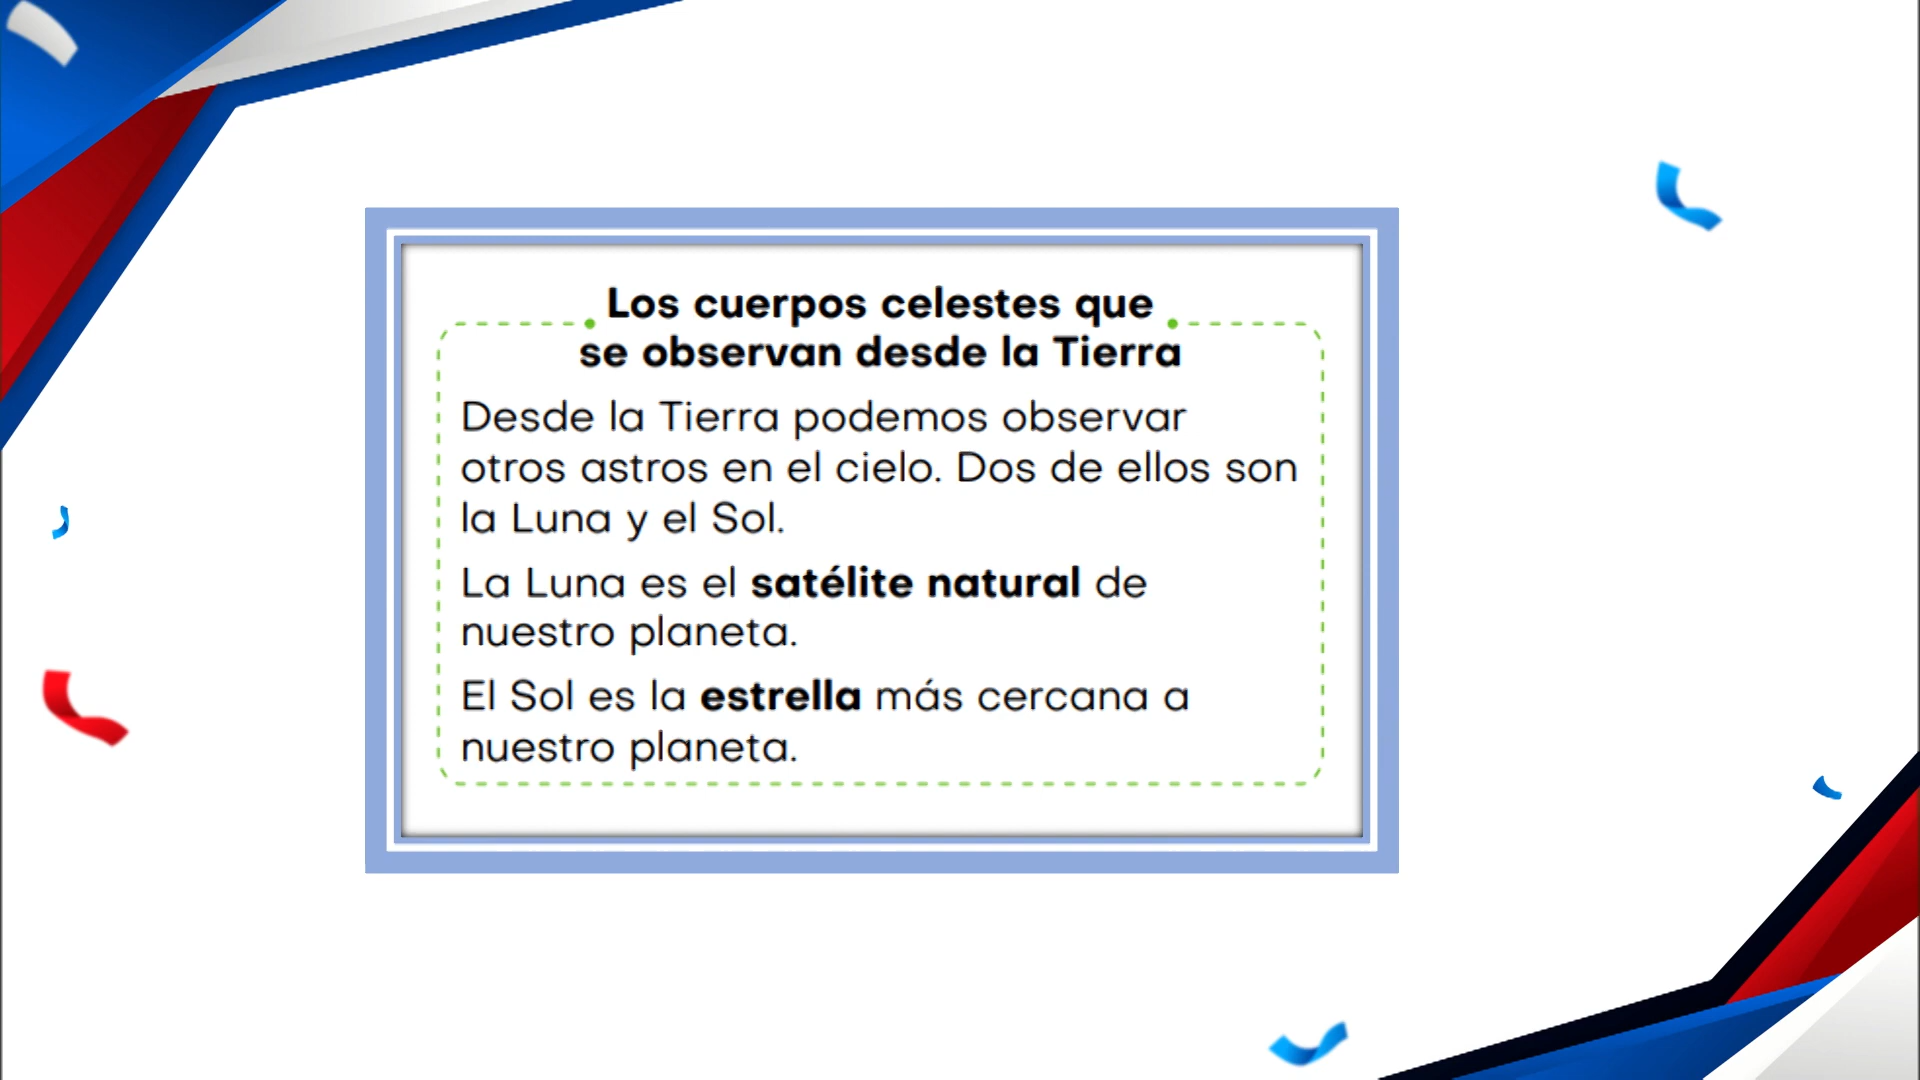 Los cuerpos celestes que
se observan desde la Tierra
Desde la Tierra podemos observar
otros astros en el cielo. Dos de ellos son
la Luna y el Sol.
La Luna es el satélite natural de
nuestro planeta.
El Sol es la estrella más cercana a
nuestro planeta.